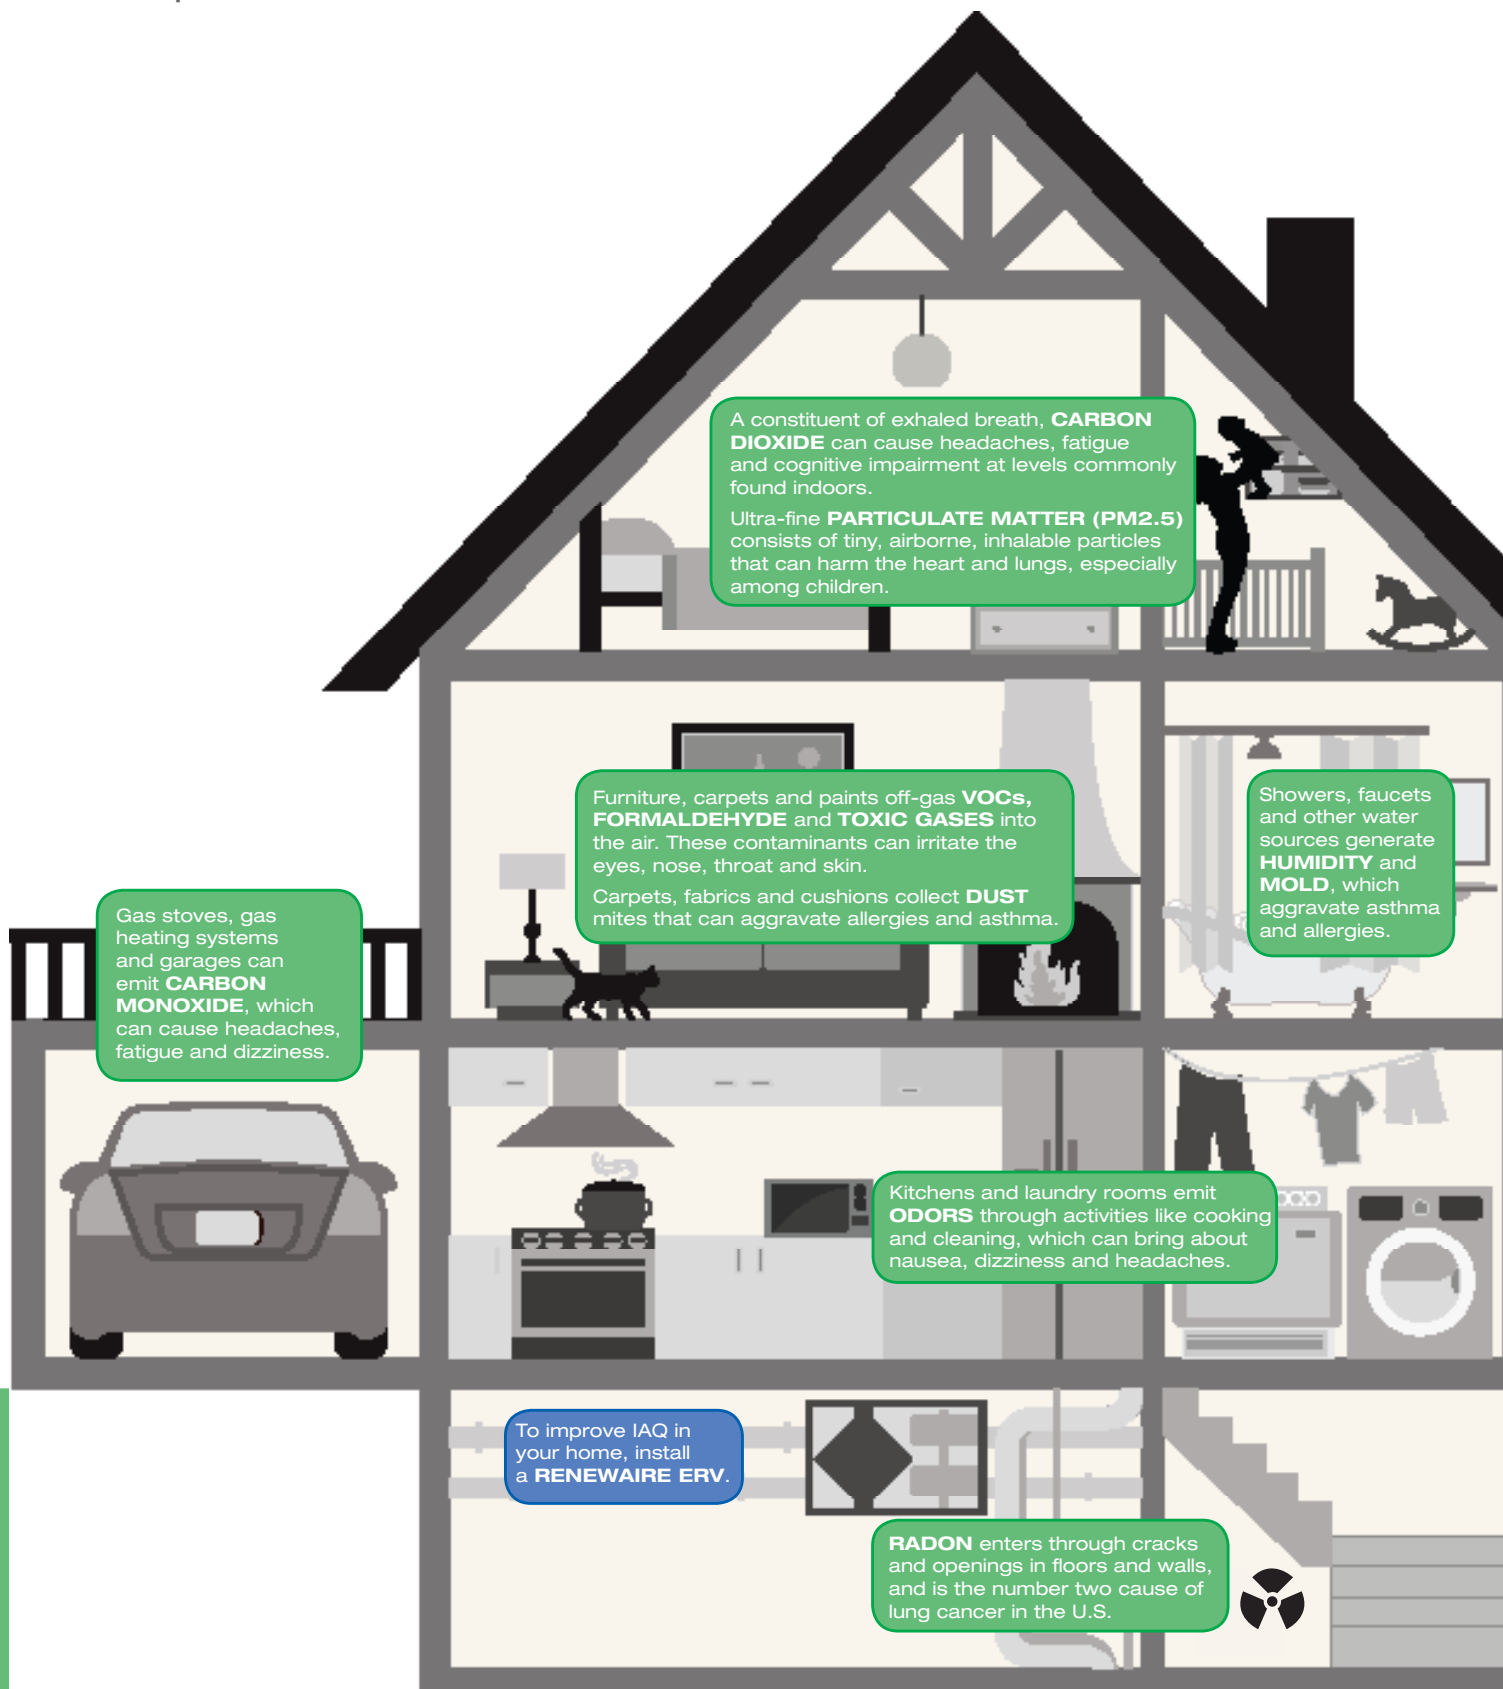 A constituent of exhaled breath, CARBON
DIOXIDE can cause headaches, fatigue
and cognitive impairment at levels commonly
found indoors.
Ultra-fine PARTICULATE MATTER (PM2.5)
consists of tiny, airborne, inhalable particles
that can harm the heart and lungs, especially
among children.
Furniture, carpets and paints off-gas VOCs,
FORMALDEHYDE and TOXIC GASES into
the air. These contaminants can irritate the
eyes, nose, throat and skin.
Carpets, fabrics and cushions collect DUST
mites that can aggravate allergies and asthma.
Showers, faucets
and other water
sources generate
HUMIDITY and
MOLD, which
aggravate asthma
and allergies.
Gas stoves, gas
heating systems
and garages can
emit CARBON
MONOXIDE, which
can cause headaches,
fatigue and dizziness.
Kitchens and laundry rooms emit
ODORS through activities like cooking
and cleaning, which can bring about
nausea, dizziness and headaches.
To improve IAQ in
your home, install
a RENEWAIRE ERV.
RADON enters through cracks
and openings in floors and walls,
and is the number two cause of
lung cancer in the U.S.